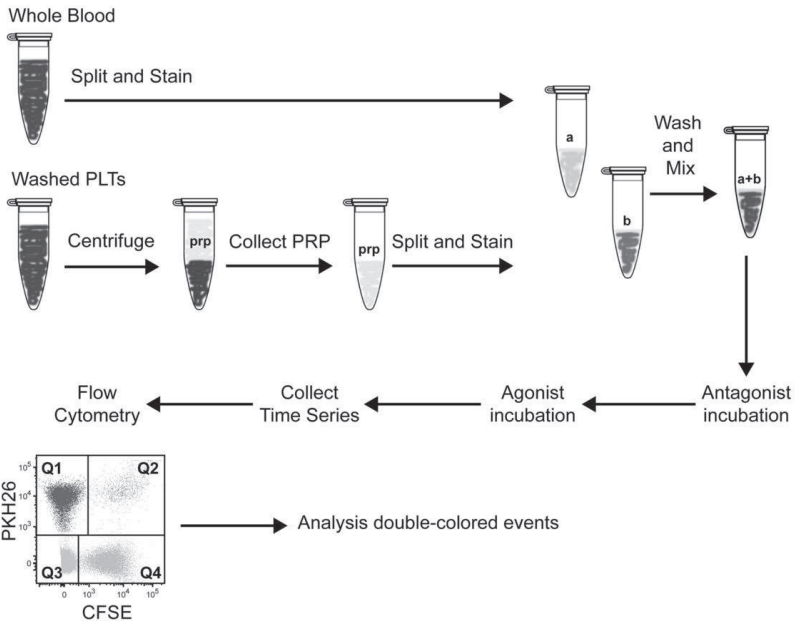 Whole Blood
Split and Stain
a
Wash
and
Mix
a+b
Washed PLTs
b
Centrifuge
prp
Collect PRP
prp
Split and Stain
Flow
Cytometry
Collect
Time Series
Agonist
incubation
Antagonist
incubation
Q1
Q2
10⁵
10⁴
10³
0
PKH26
Q3
Q4
0
10³
10⁴
10⁵
CFSE
Analysis double-colored events